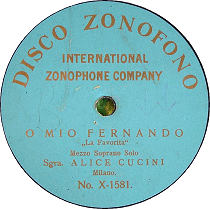 DISCO ZONOFONO
INTERNATIONAL
ZONOPHONE COMPANY
O MIO FERNANDO
„La Favorita"
Mezzo Soprano Solo
Sgra. ALICE CUCINI
Milano.
No. X-1581.